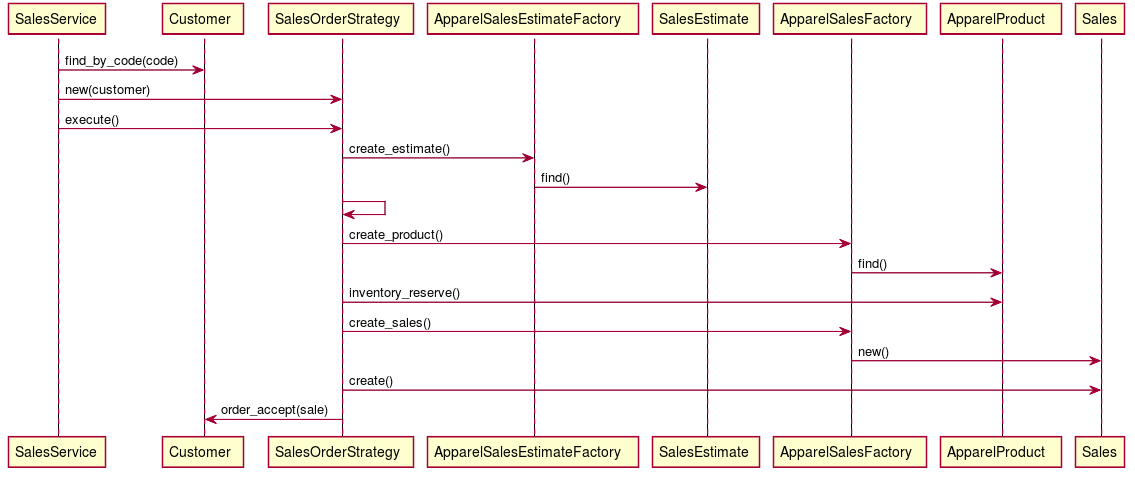 SalesService Customer SalesOrderStrategy ApparelSalesEstimateFactory SalesEstimate ApparelSalesFactory ApparelProduct Sales
find_by_code(code)
new(customer)
execute()
create_estimate()
find()
create_product()
find()
inventory_reserve()
create_sales()
new()
create()
order_accept(sale)
SalesService Customer SalesOrderStrategy ApparelSalesEstimateFactory SalesEstimate ApparelSalesFactory ApparelProduct Sales